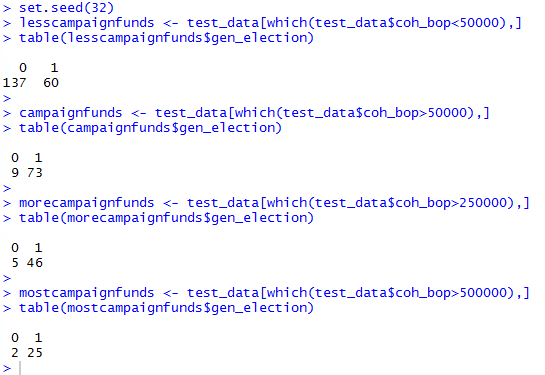 > set.seed(32)
> lesscampaignfunds <- test_data[which(test_data$coh_bop<50000),]
> table(lesscampaignfunds$gen_election)
0 1
137 60
>
> campaignfunds <- test_data[which(test_data$coh_bop>50000),]
> table(campaignfunds$gen_election)
0 1
9 73
>
> morecampaignfunds <- test_data[which(test_data$coh_bop>250000),]
> table(morecampaignfunds$gen_election)
0 1
5 46
>
> mostcampaignfunds <- test_data[which(test_data$coh_bop>500000),]
> table(mostcampaignfunds$gen_election)
0 1
2 25
>